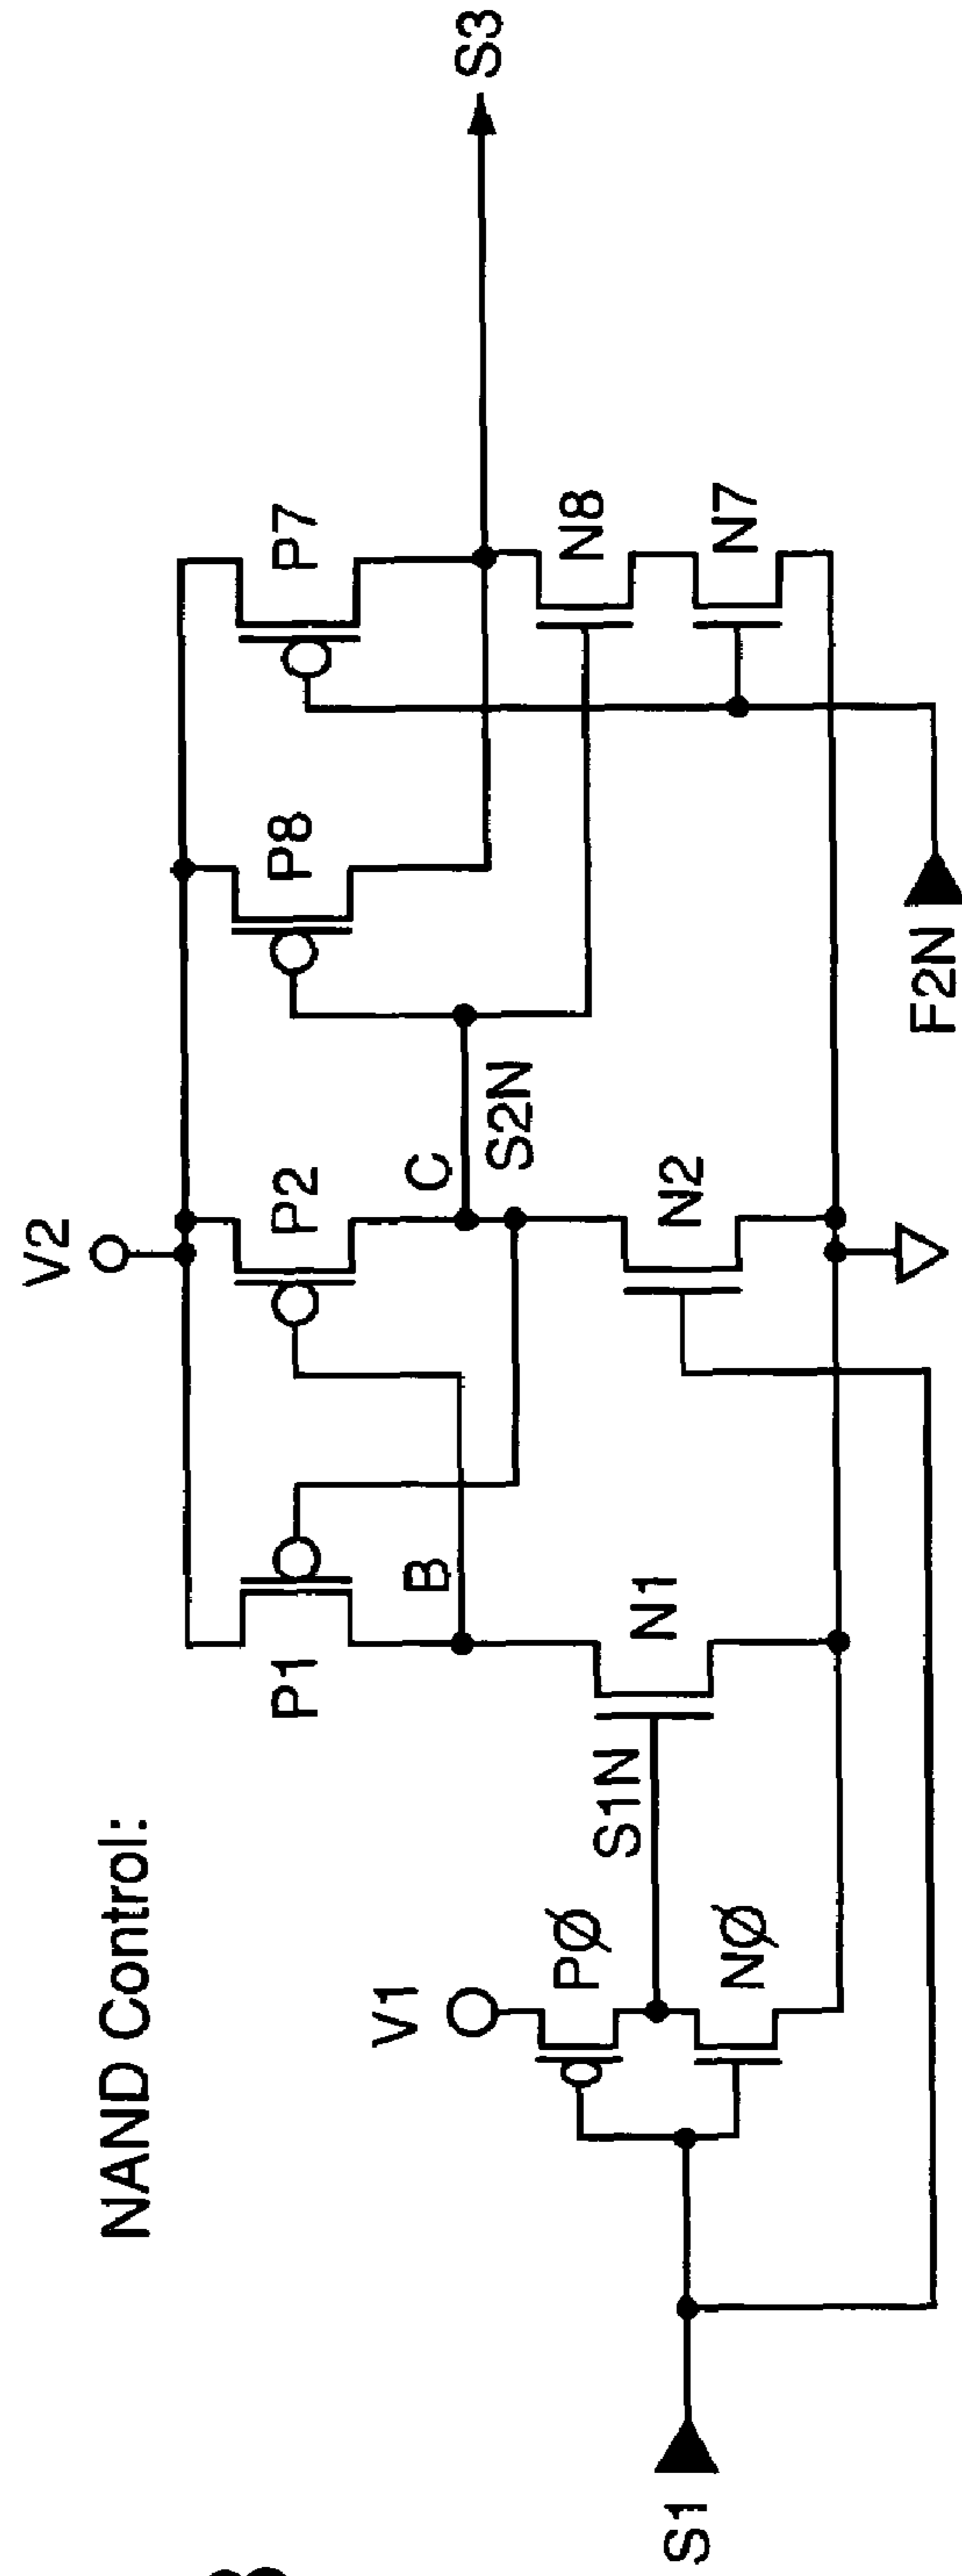 NAND Control:
V2
V1
P1
P2
P8
P7
B
C
S2N
S3
PØ
NØ
S1N
N1
N2
N8
N7
S1
F2N